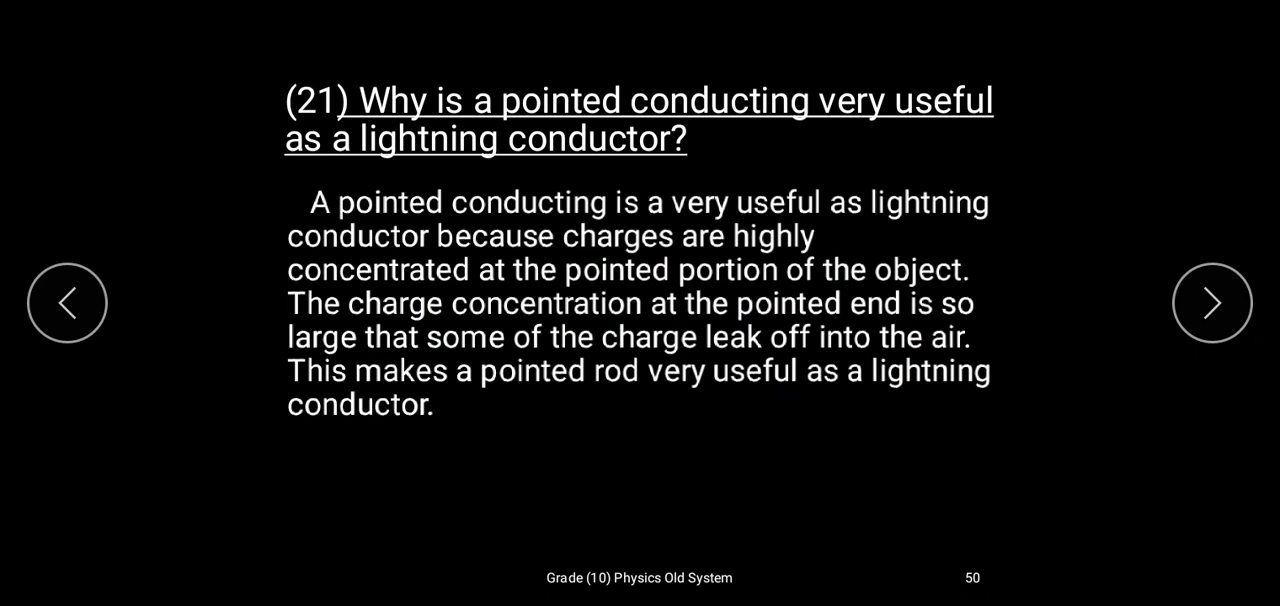 (21) Why is a pointed conducting very useful
as a lightning conductor?
A pointed conducting is a very useful as lightning
conductor because charges are highly
concentrated at the pointed portion of the object.
The charge concentration at the pointed end is so
large that some of the charge leak off into the air.
This makes a pointed rod very useful as a lightning
conductor.
Grade (10) Physics Old System
50